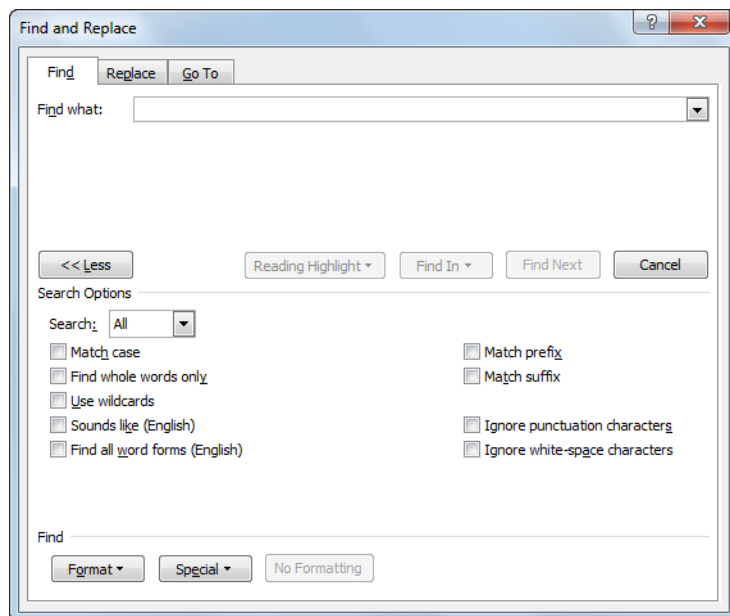 Find and Replace
Find Replace Go To
Find what:
<< Less Reading Highlight Find In Find Next Cancel
Search Options
Search: All
Match case Match prefix
Find whole words only Match suffix
Use wildcards
Sounds like (English) Ignore punctuation characters
Find all word forms (English) Ignore white-space characters
Find
Format Special No Formatting